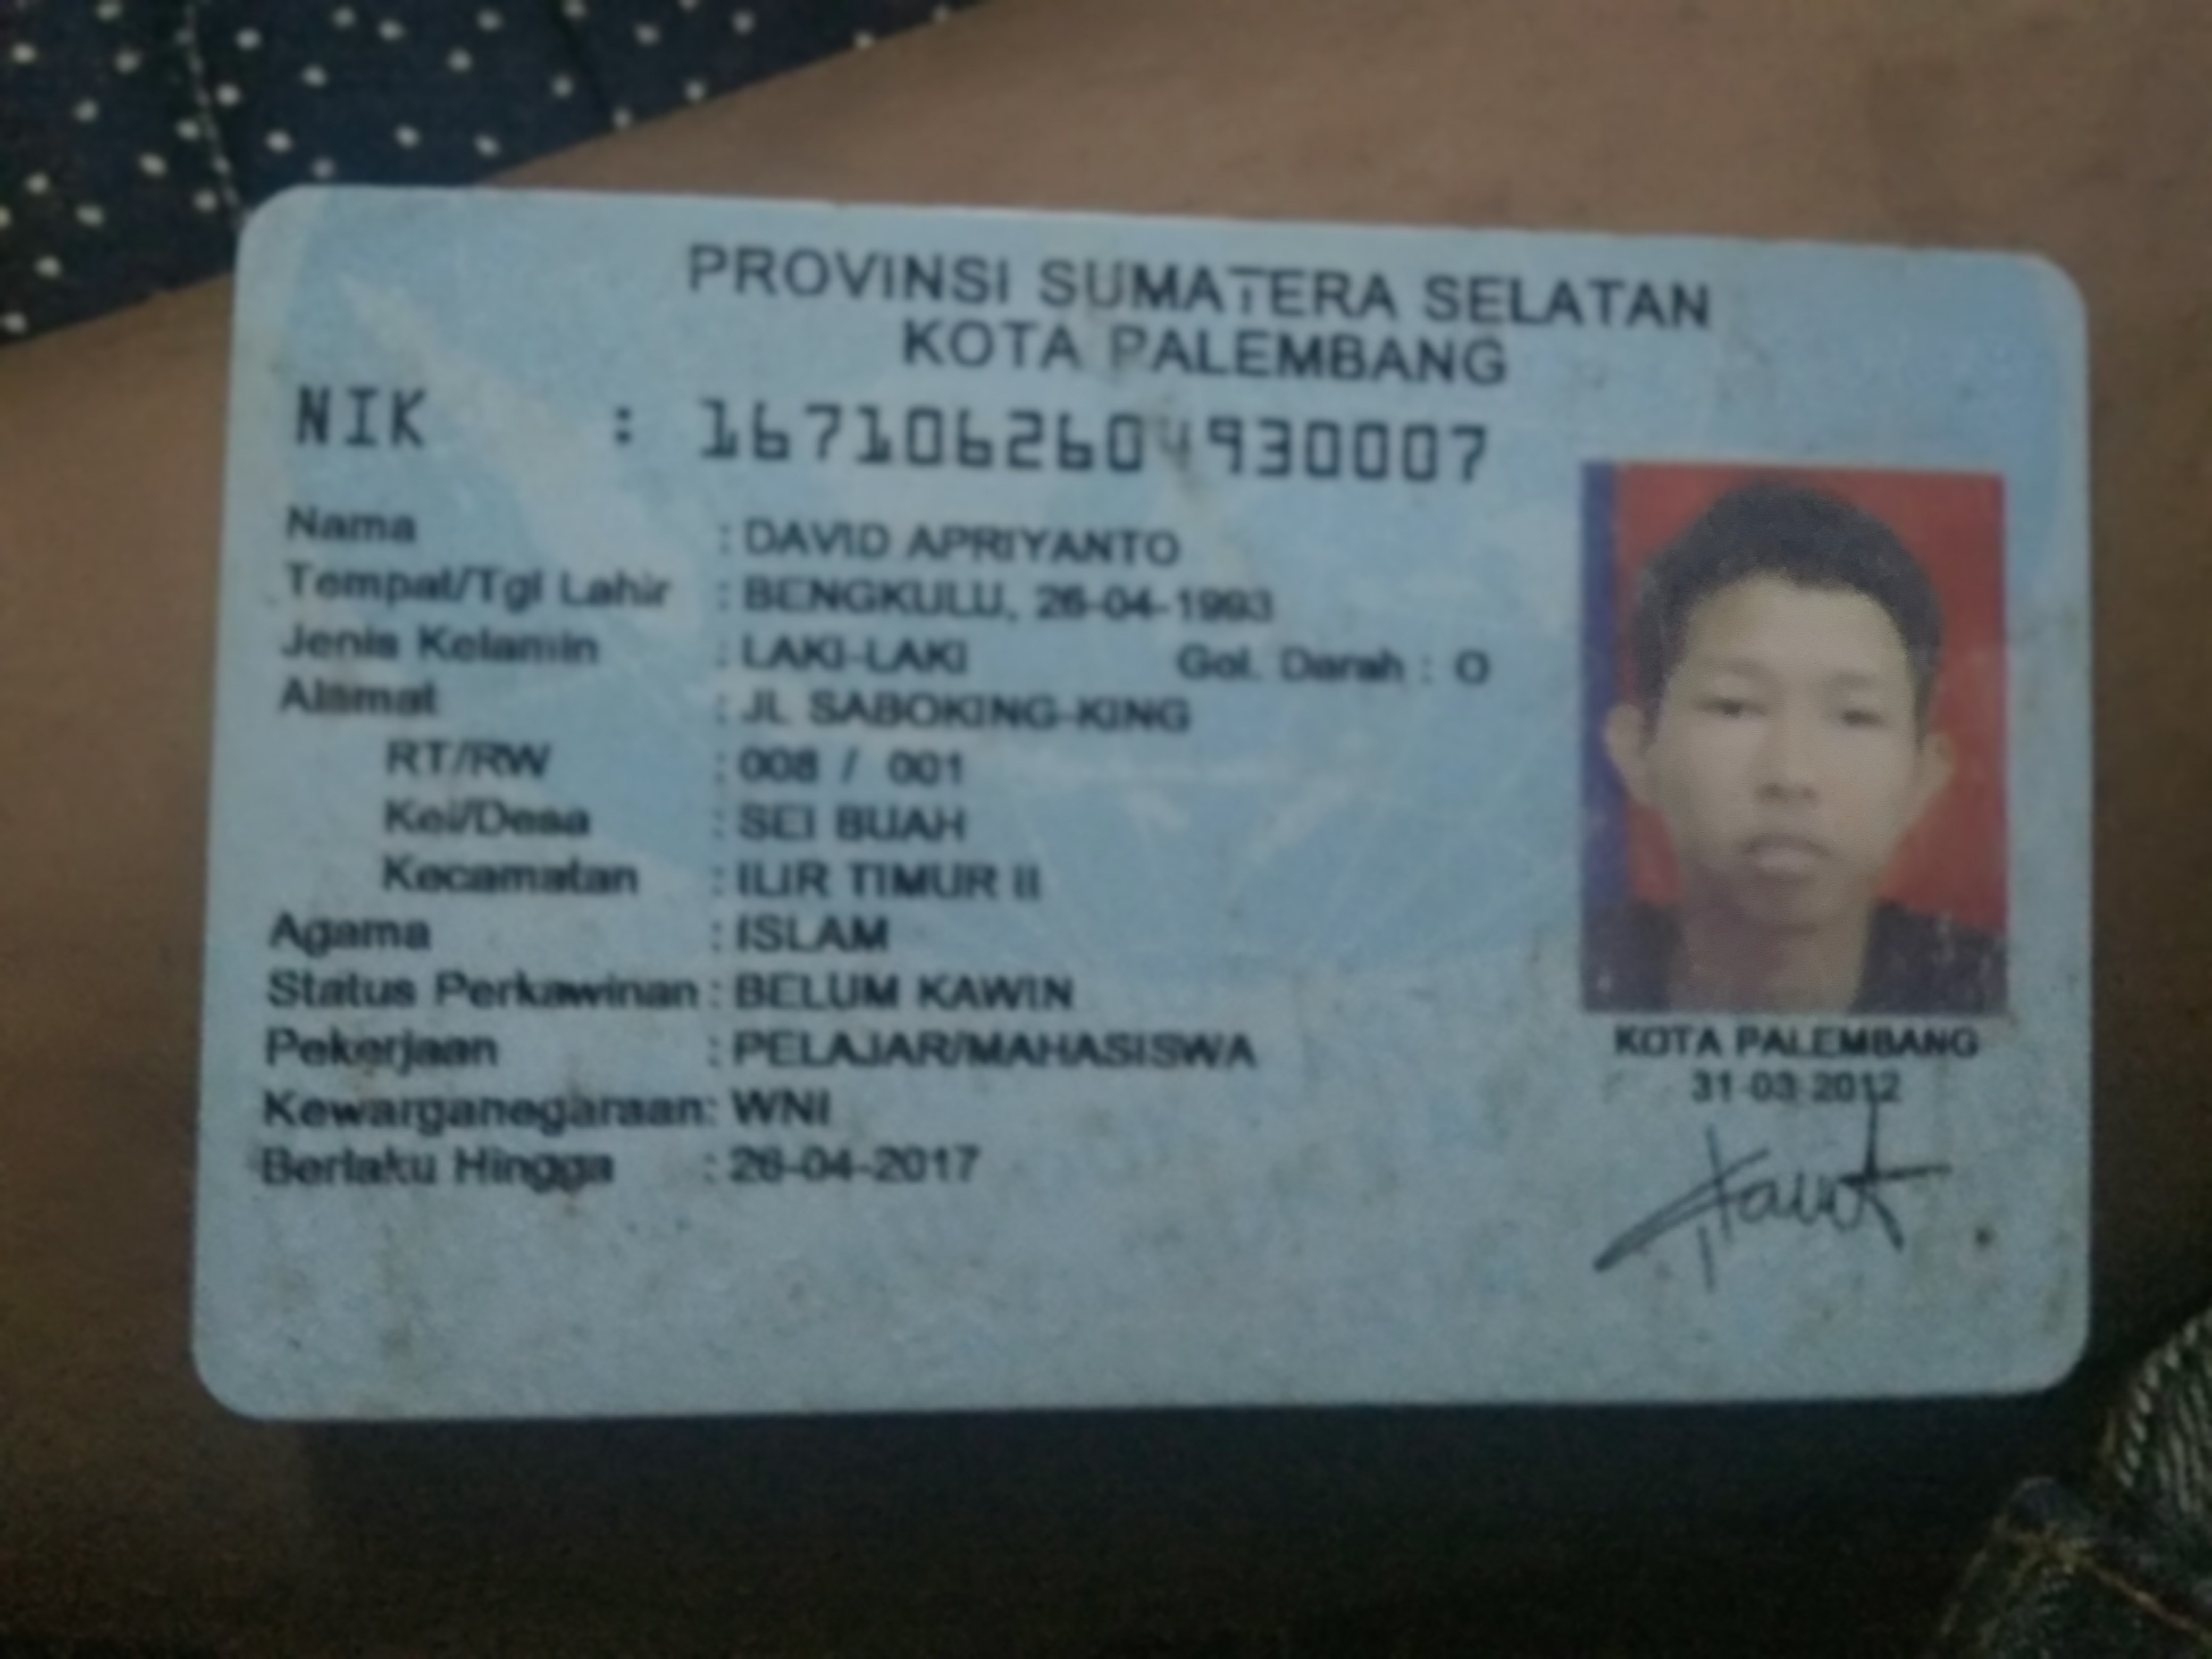 PROVINSI SUMATERA SELATAN
KOTA PALEMBANG
NIK : 1671062604930007
Nama : DAVID APRIYANTO
Tempat/Tgl Lahir : BENGKULU, 26-04-1993
Jenis Kelamin : LAKI-LAKI Gol. Darah : O
Alamat : JL SABOKING-KING
RT/RW : 008 / 001
Kel/Desa : SEI BUAH
Kecamatan : ILIR TIMUR II
Agama : ISLAM
Status Perkawinan : BELUM KAWIN
Pekerjaan : PELAJAR/MAHASISWA
Kewarganegaraan: WNI
Berlaku Hingga : 26-04-2017
KOTA PALEMBANG
31-03-2012